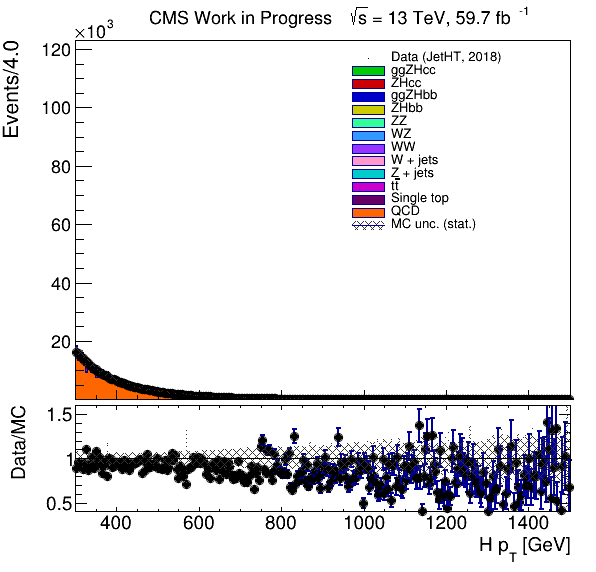 CMS Work in Progress √s = 13 TeV, 59.7 fb -1
×10³
Events/4.0
120
100
80
60
40
20
Data (JetHT, 2018)
ggZHcc
ZHcc
ggZHbb
ZHbb
ZZ
WZ
WW
W + jets
Z + jets
tt̅
Single top
QCD
MC unc. (stat.)
Data/MC
1.5
1
0.5
400 600 800 1000 1200 1400
H pT [GeV]